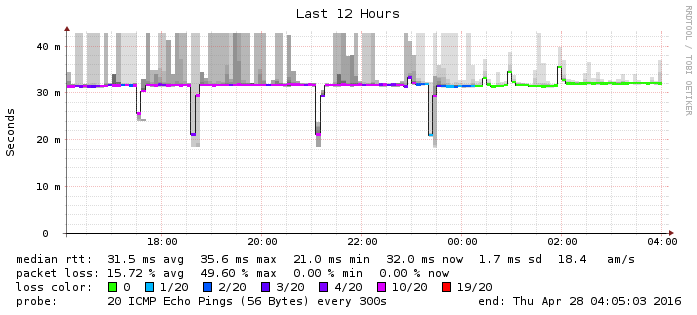 Last 12 Hours
RRDTOOL / TOBI OETIKER
Seconds
40 m
30 m
20 m
10 m
0
18:00 20:00 22:00 00:00 02:00 04:00
median rtt: 31.5 ms avg 35.6 ms max 21.0 ms min 32.0 ms now 1.7 ms sd 18.4 am/s
packet loss: 15.72 % avg 49.60 % max 0.00 % min 0.00 % now
loss color: 0 1/20 2/20 3/20 4/20 10/20 19/20
probe: 20 ICMP Echo Pings (56 Bytes) every 300s end: Thu Apr 28 04:05:03 2016